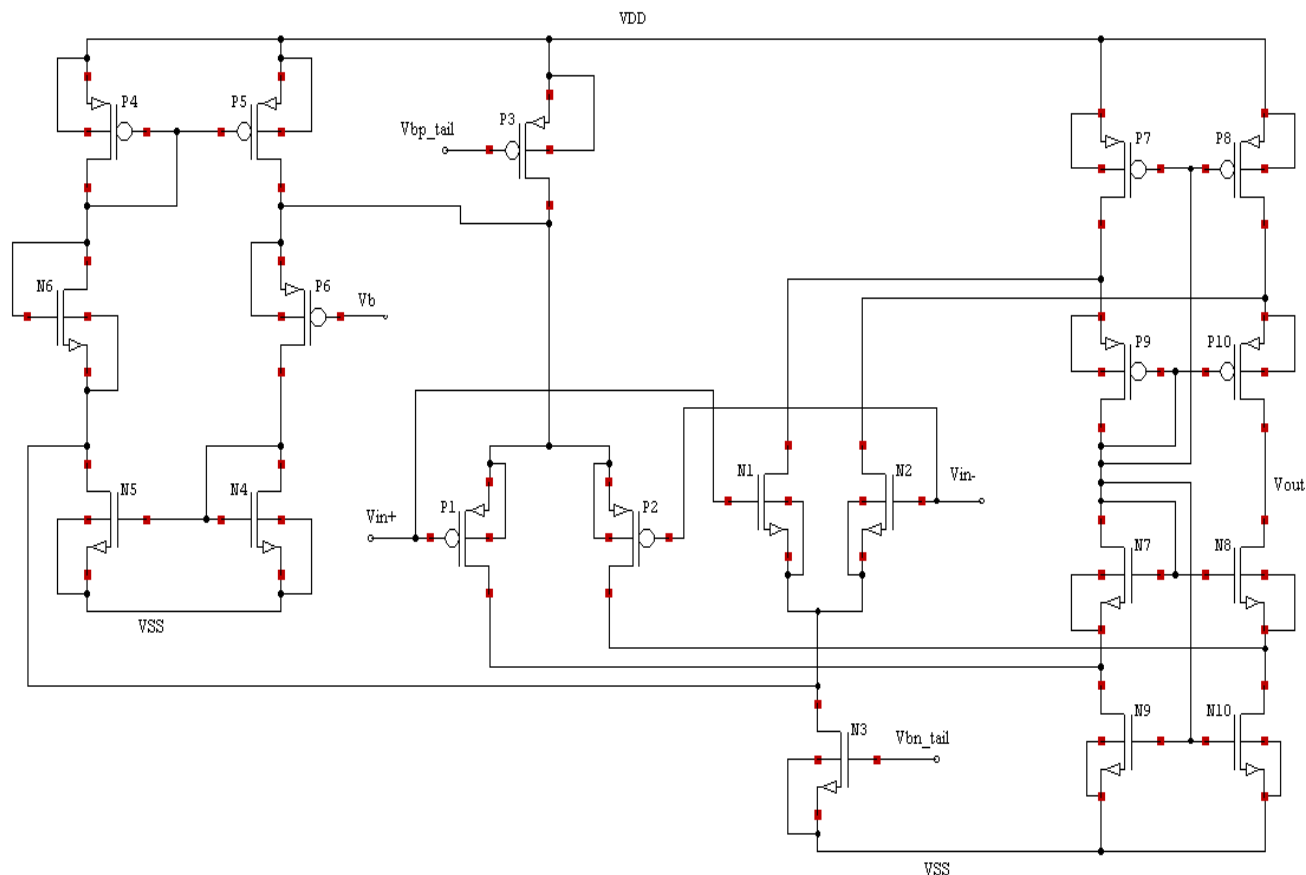 VDD
P4
P5
P3
Vbp_tail
P7
P8
N6
P6
Vb
P9
P10
N1
N2
Vin-
Vout
N5
N4
Vin+
P1
P2
N7
N8
VSS
N9
N10
N3
Vbn_tail
VSS